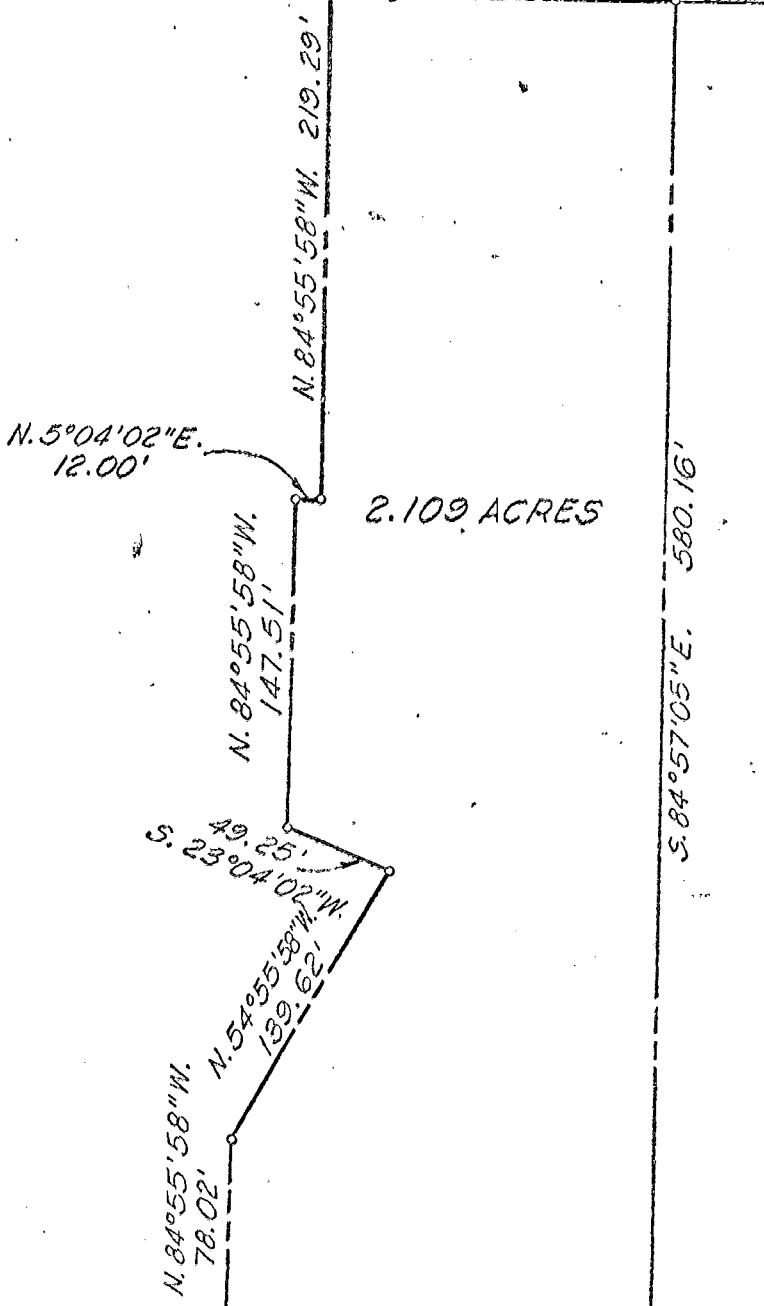 N.84°55'58"W. 219.29'
N.5°04'02"E.
12.00'
2.109 ACRES
S.84°57'05"E. 580.16'
N.84°55'58"W.
147.51'
49.25'
S.23°04'02"W.
N.54°55'58"W.
139.62'
N.84°55'58"W.
78.02'